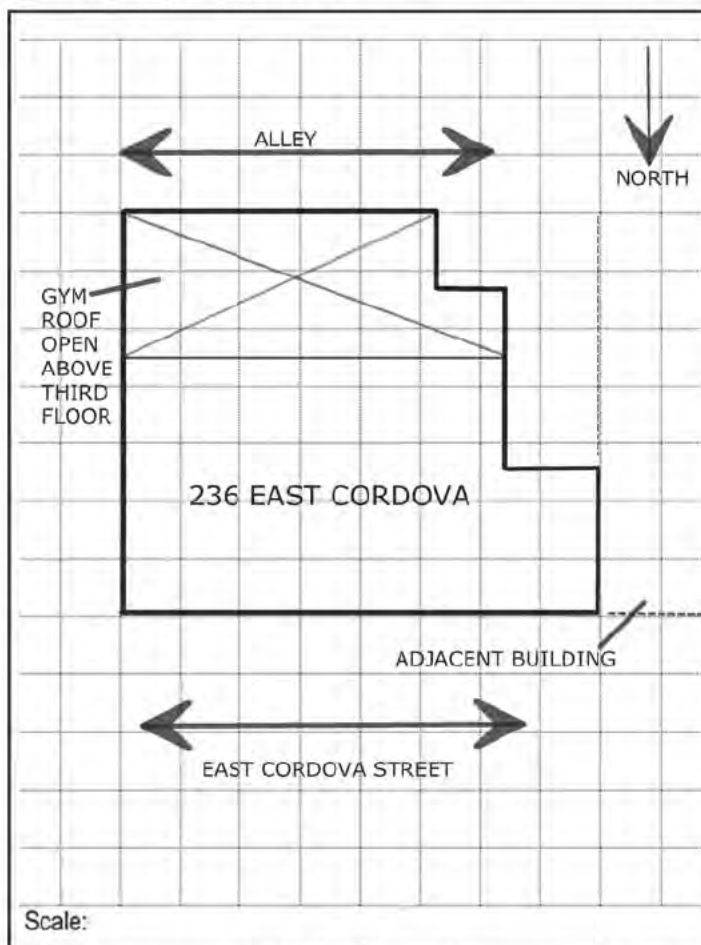 ALLEY
NORTH
GYM
ROOF
OPEN
ABOVE
THIRD
FLOOR
236 EAST CORDOVA
ADJACENT BUILDING
EAST CORDOVA STREET
Scale: